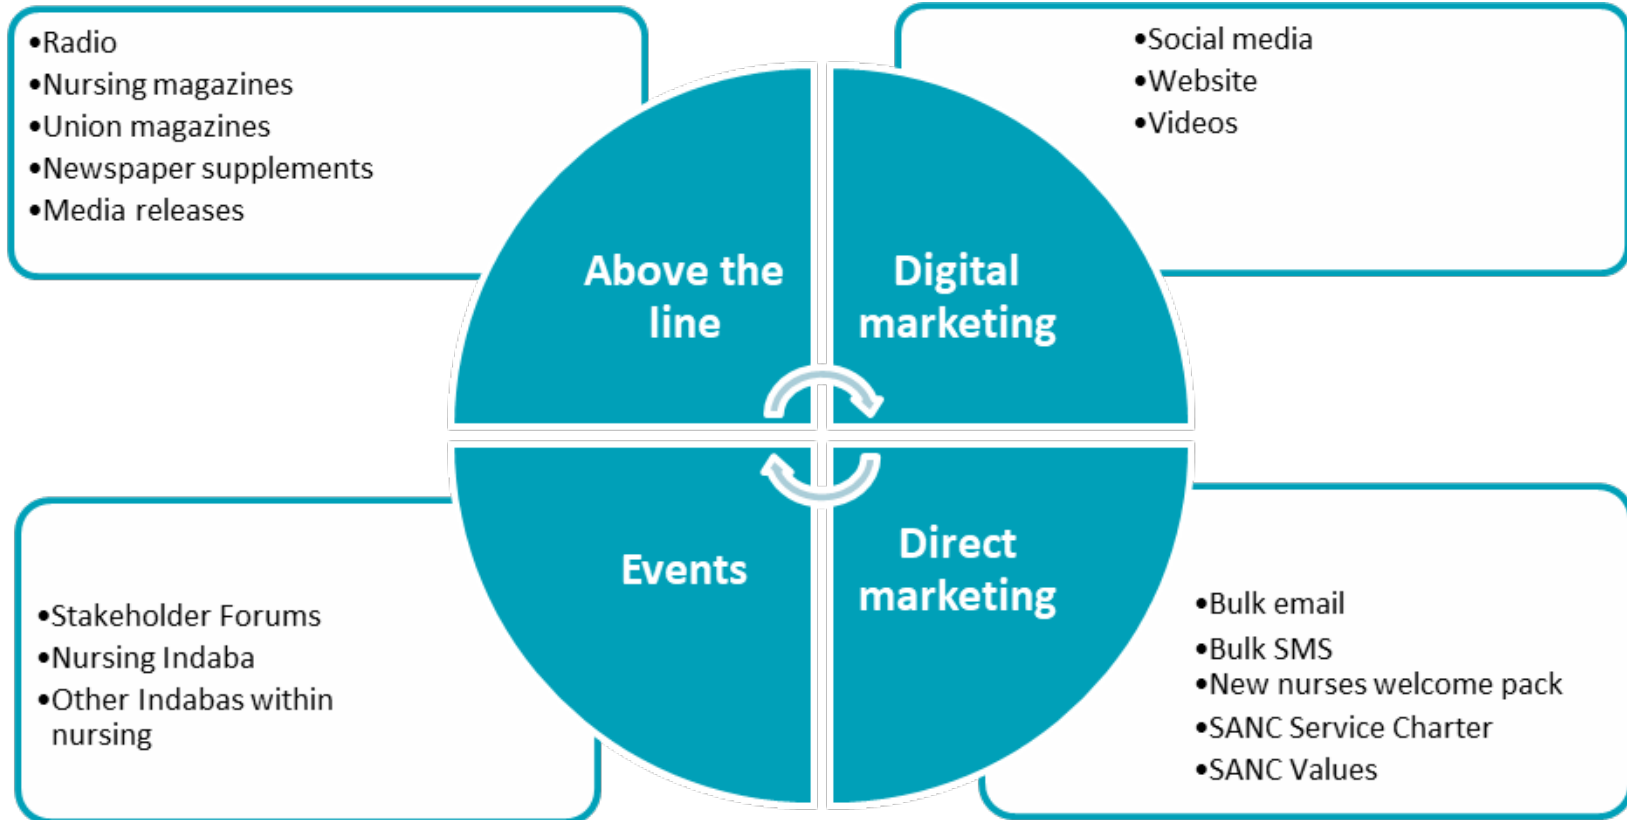 •Radio
•Nursing magazines
•Union magazines
•Newspaper supplements
•Media releases
•Social media
•Website
•Videos
Above the
line
Digital
marketing
Events
Direct
marketing
•Stakeholder Forums
•Nursing Indaba
•Other Indabas within
nursing
•Bulk email
•Bulk SMS
•New nurses welcome pack
•SANC Service Charter
•SANC Values